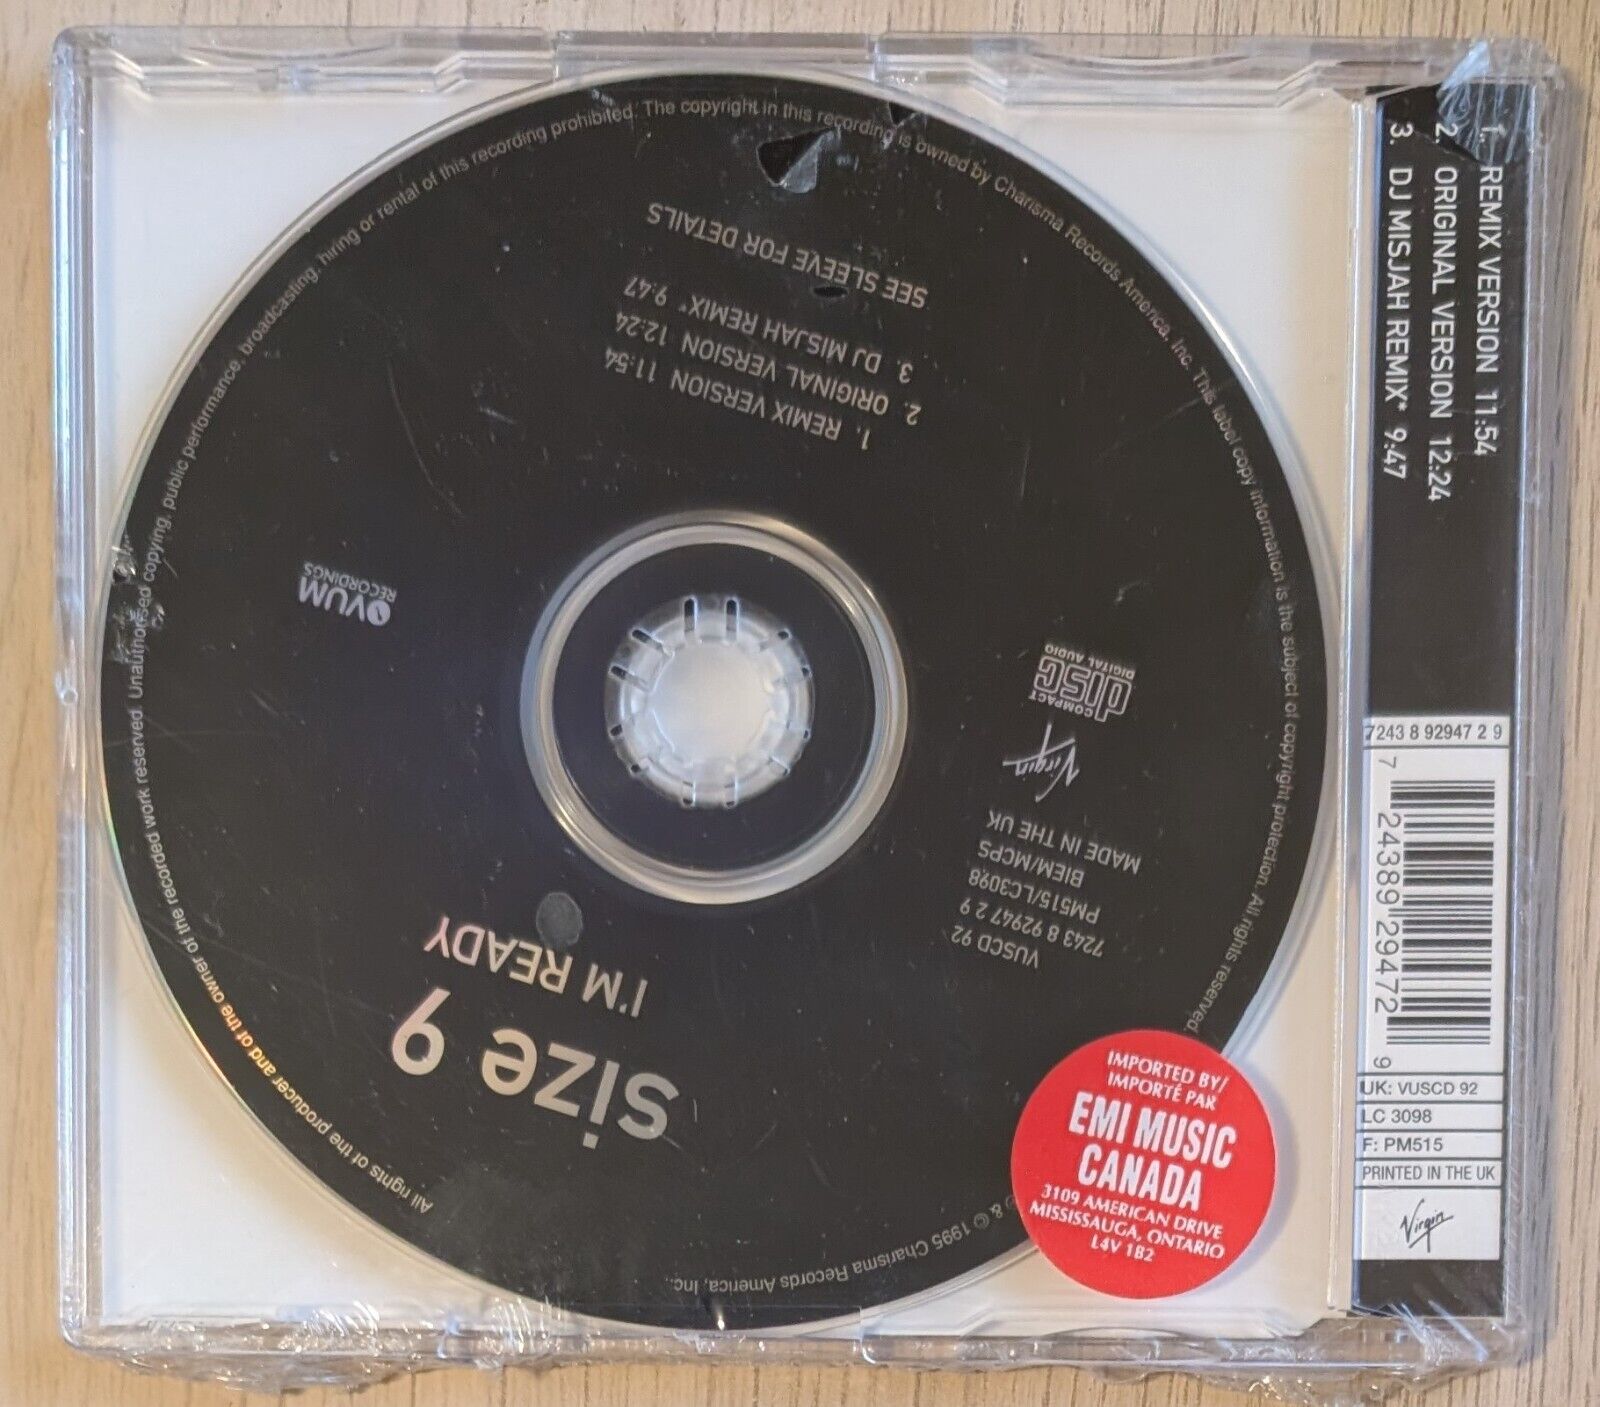 size 9
I'M READY
OVUM
RECORDINGS
VUSCD 92
7243 8 92947 2 9
PM515/LC3098
BIEM/MCPS
MADE IN THE UK
Virgin
COMPACT
disc
DIGITAL AUDIO
1. REMIX VERSION 11:54
2. ORIGINAL VERSION 12:24
3. DJ MISJAH REMIX* 9:47
SEE SLEEVE FOR DETAILS
All rights of the producer and of the owner of the recorded work reserved. Unauthorised copying, public performance, broadcasting, hiring or rental of this recording prohibited. The copyright in this recording is owned by Charisma Records America, Inc. This label copy information is the subject of copyright protection. All rights reserved.
& © 1995 Charisma Records America, Inc.
IMPORTED BY/
IMPORTÉ PAR
EMI MUSIC
CANADA
3109 AMERICAN DRIVE
MISSISSAUGA, ONTARIO
L4V 1B2
1. REMIX VERSION 11:54
2. ORIGINAL VERSION 12:24
3. DJ MISJAH REMIX* 9:47
7243 8 92947 2 9
7 24389 29472 9
UK: VUSCD 92
LC 3098
F: PM515
PRINTED IN THE UK
Virgin